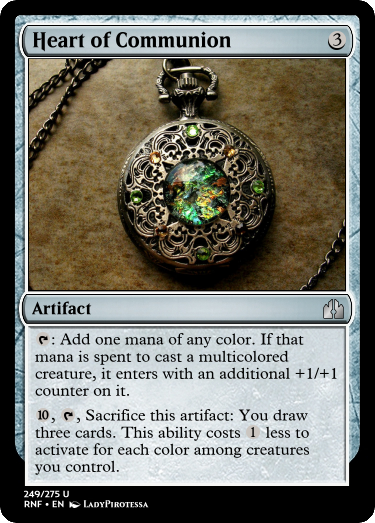 Heart of Communion 3
Artifact
: Add one mana of any color. If that
mana is spent to cast a multicolored
creature, it enters with an additional +1/+1
counter on it.
10, , Sacrifice this artifact: You draw
three cards. This ability costs 1 less to
activate for each color among creatures
you control.
249/275 U
RNF • EN LadyPirotessa